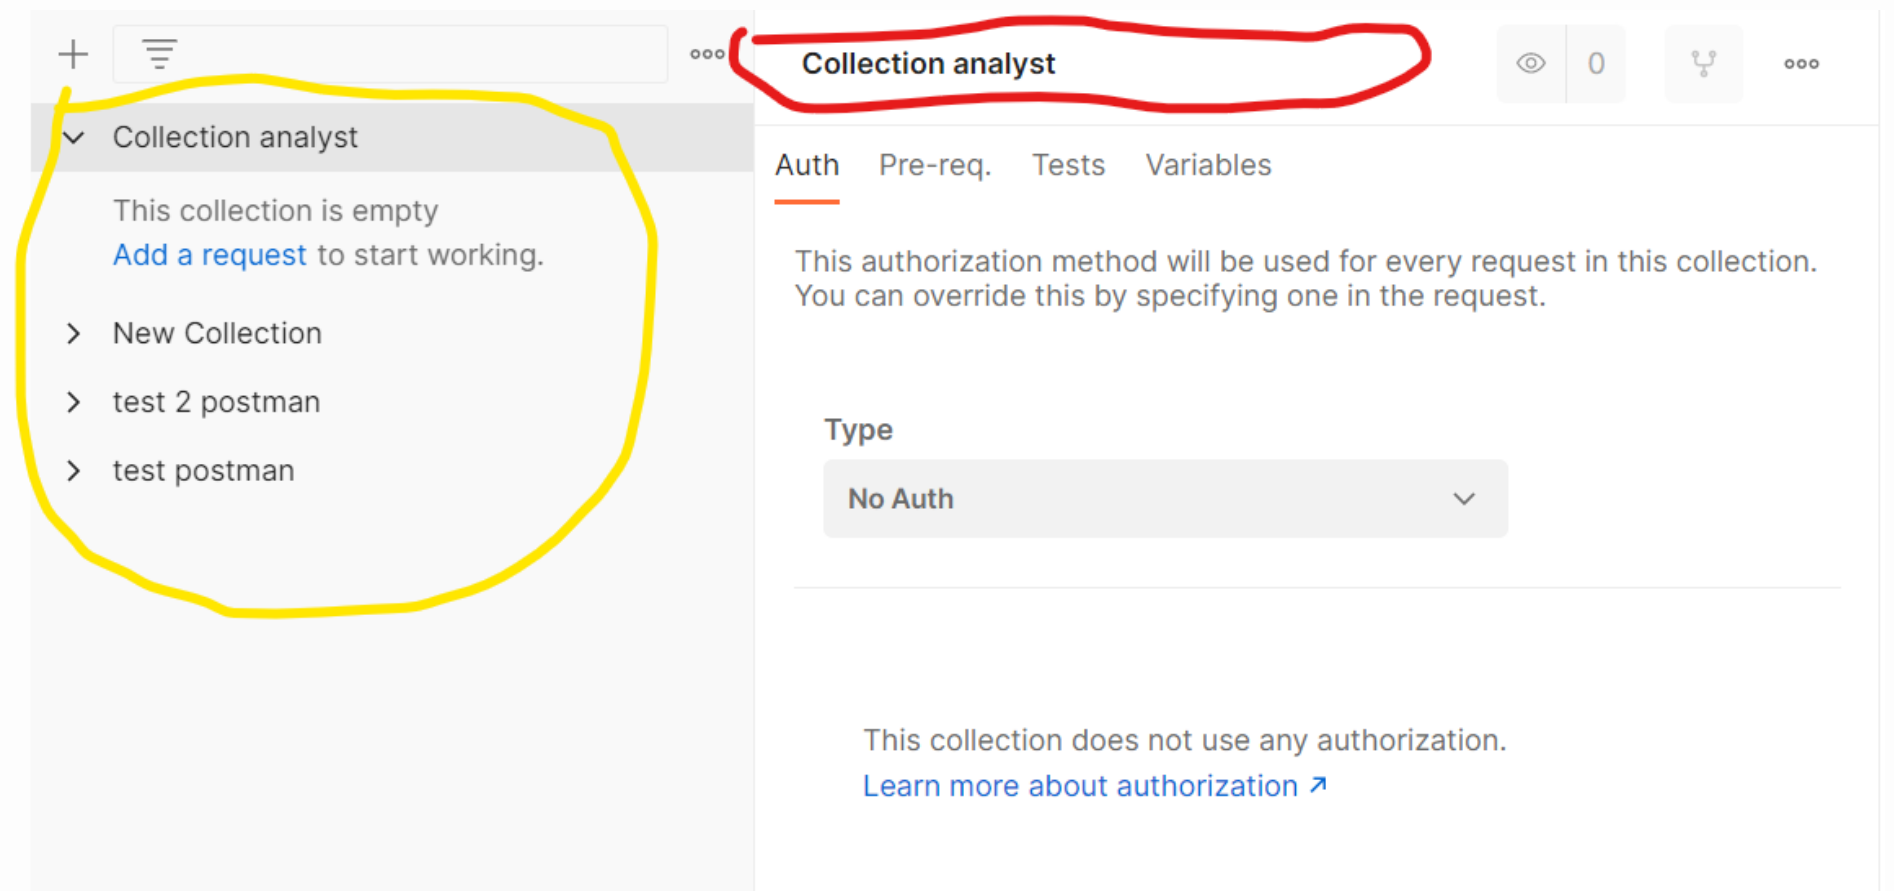 Collection analyst
This collection is empty
Add a request to start working.
New Collection
test 2 postman
test postman
Collection analyst
0
Auth Pre-req. Tests Variables
This authorization method will be used for every request in this collection.
You can override this by specifying one in the request.
Type
No Auth
This collection does not use any authorization.
Learn more about authorization ↗